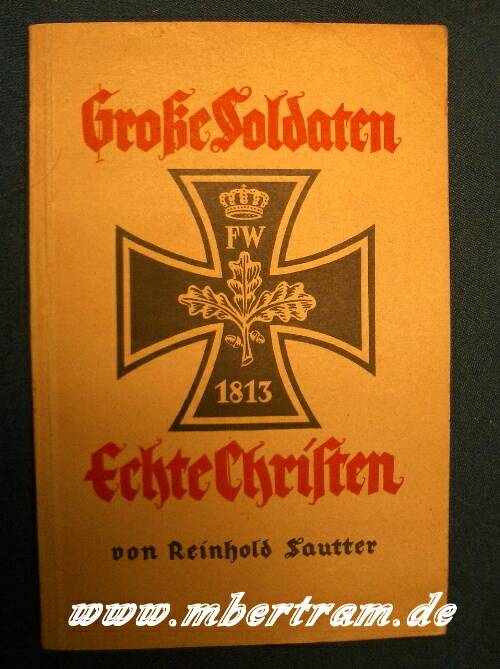 Große Soldaten
FW
1813
Echte Christen
von Reinhold Sautter
www.mbertram.de